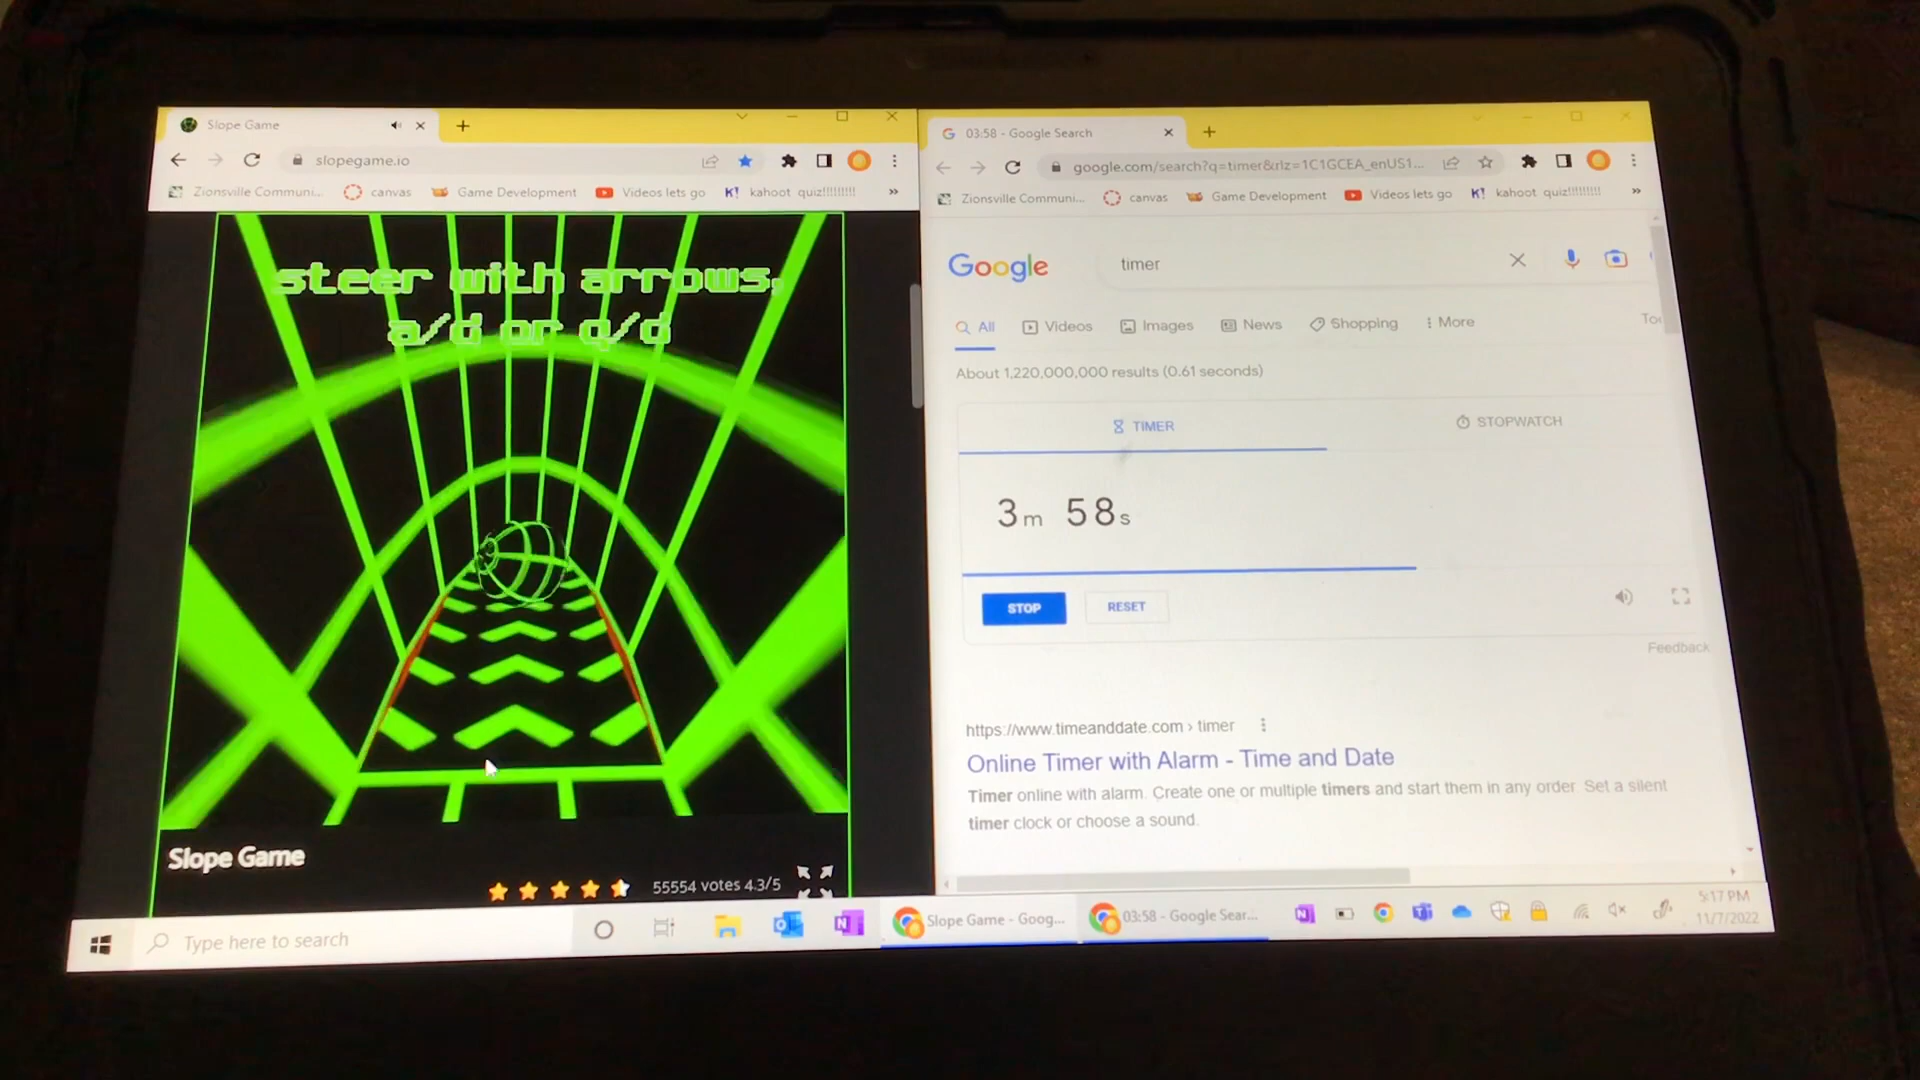 Slope Game
slopegame.io
Zionsville Communi...
canvas
Game Development
Videos lets go
K! kahoot quiz!!!!!!!!!
»
steer with arrows,
a/d or q/d
Slope Game
55554 votes 4.3/5
03:58 - Google Search
google.com/search?q=timer&rlz=1C1GCEA_enUS1...
Zionsville Communi...
canvas
Game Development
Videos lets go
K! kahoot quiz!!!!!!!!!
»
Google
timer
All
Videos
Images
News
Shopping
More
About 1,220,000,000 results (0.61 seconds)
TIMER
STOPWATCH
3m 58s
STOP
RESET
Feedback
https://www.timeanddate.com › timer
Online Timer with Alarm - Time and Date
Timer online with alarm. Create one or multiple timers and start them in any order. Set a silent
timer clock or choose a sound.
Type here to search
Slope Game - Goog...
03:58 - Google Sear...
5:17 PM
11/7/2022